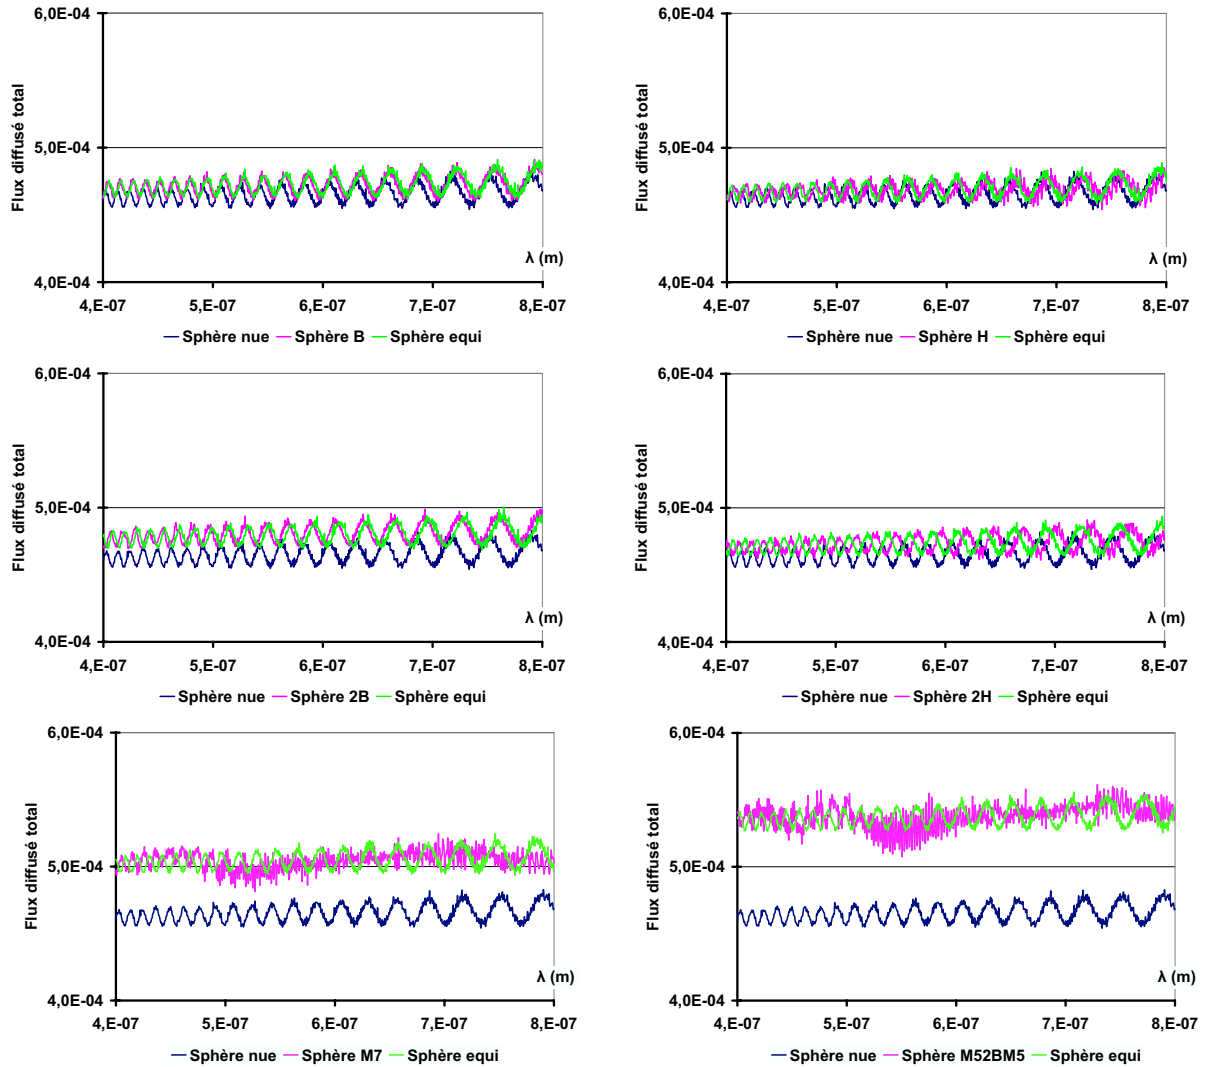 6,0E-04
5,0E-04
4,0E-04
Flux diffusé total
λ (m)
4,E-07 5,E-07 6,E-07 7,E-07 8,E-07
Sphère nue Sphère B Sphère equi
6,0E-04
5,0E-04
4,0E-04
Flux diffusé total
λ (m)
4,E-07 5,E-07 6,E-07 7,E-07 8,E-07
Sphère nue Sphère H Sphère equi
6,0E-04
5,0E-04
4,0E-04
Flux diffusé total
λ (m)
4,E-07 5,E-07 6,E-07 7,E-07 8,E-07
Sphère nue Sphère 2B Sphère equi
6,0E-04
5,0E-04
4,0E-04
Flux diffusé total
λ (m)
4,E-07 5,E-07 6,E-07 7,E-07 8,E-07
Sphère nue Sphère 2H Sphère equi
6,0E-04
5,0E-04
4,0E-04
Flux diffusé total
λ (m)
4,E-07 5,E-07 6,E-07 7,E-07 8,E-07
Sphère nue Sphère M7 Sphère equi
6,0E-04
5,0E-04
4,0E-04
Flux diffusé total
λ (m)
4,E-07 5,E-07 6,E-07 7,E-07 8,E-07
Sphère nue Sphère M52BM5 Sphère equi